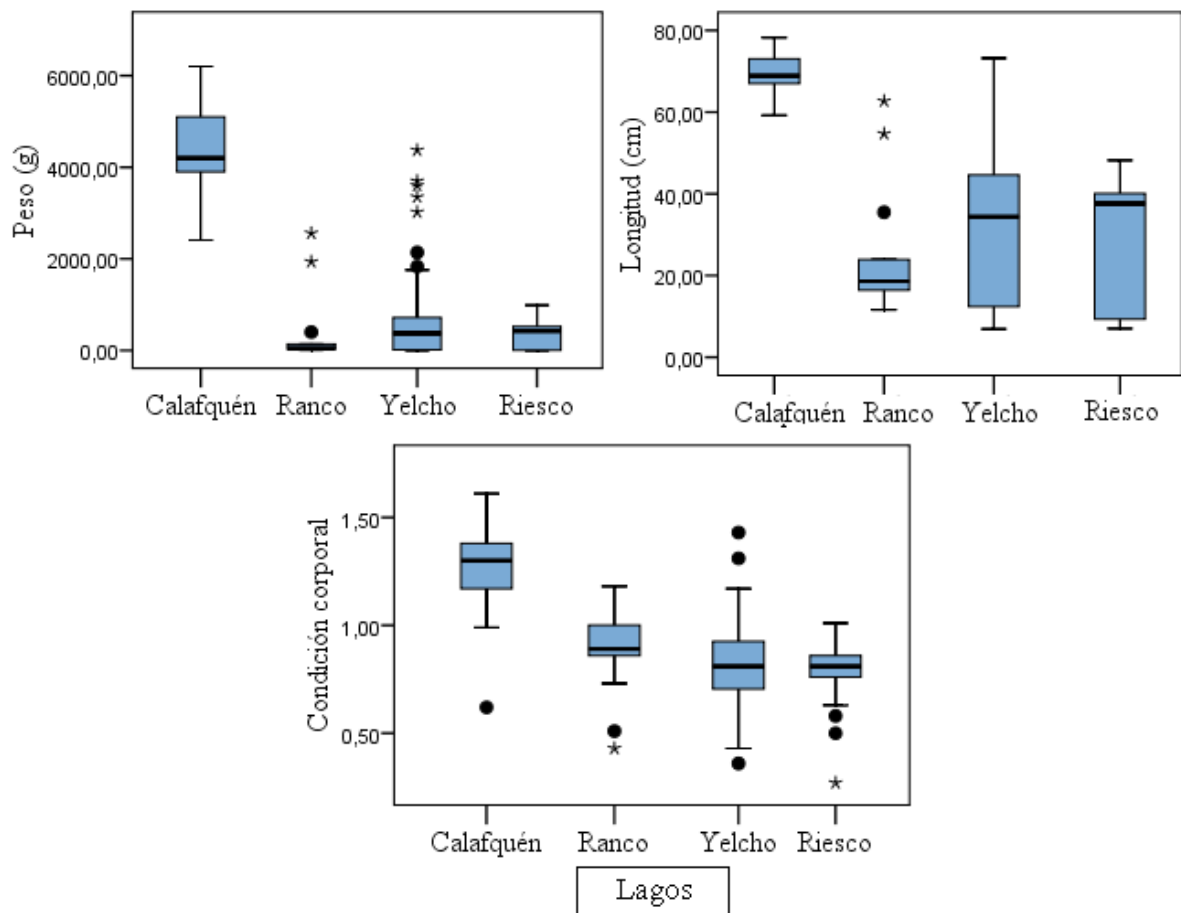 Peso (g)
6000,00
4000,00
2000,00
0,00
Calafquén Ranco Yelcho Riesco
Longitud (cm)
80,00
60,00
40,00
20,00
0,00
Calafquén Ranco Yelcho Riesco
Condición corporal
1,50
1,00
0,50
Calafquén Ranco Yelcho Riesco
Lagos